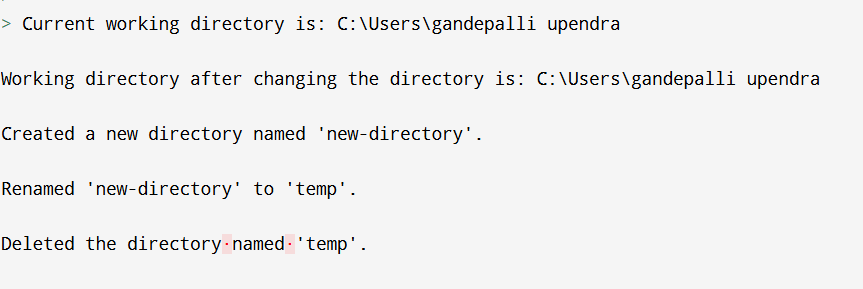 > Current working directory is: C:\Users\gandepalli upendra
Working directory after changing the directory is: C:\Users\gandepalli upendra
Created a new directory named 'new-directory'.
Renamed 'new-directory' to 'temp'.
Deleted the directory·named·'temp'.